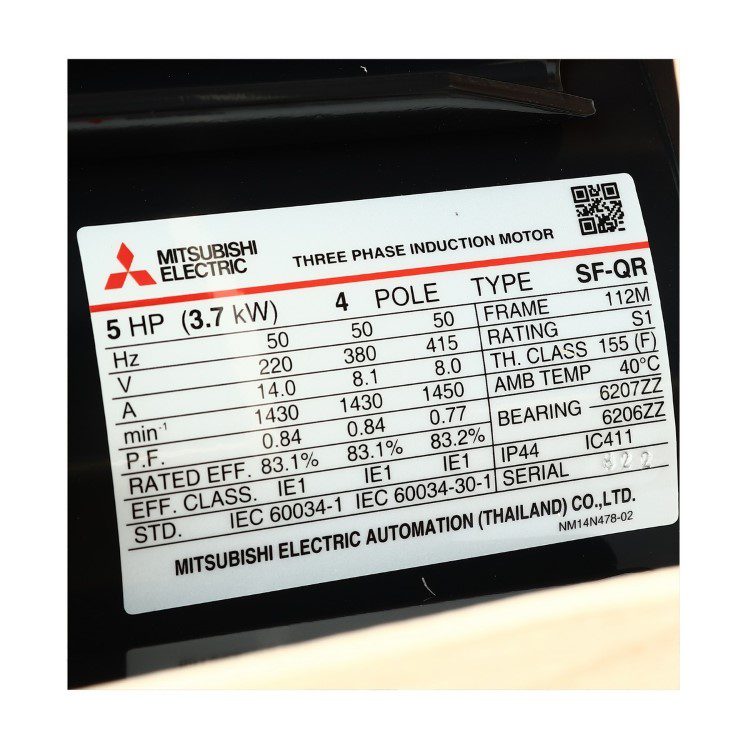 MITSUBISHI
ELECTRIC
THREE PHASE INDUCTION MOTOR
5 HP (3.7 kW) 4 POLE TYPE SF-QR
Hz 50 50 50
V 220 380 415
A 14.0 8.1 8.0
min⁻¹ 1430 1430 1450
P.F. 0.84 0.84 0.77
RATED EFF. 83.1% 83.1% 83.2%
EFF. CLASS. IE1 IE1 IE1
STD. IEC 60034-1 IEC 60034-30-1
FRAME 112M
RATING S1
TH. CLASS 155 (F)
AMB TEMP 40°C
BEARING 6207ZZ
6206ZZ
IP44 IC411
SERIAL 822
MITSUBISHI ELECTRIC AUTOMATION (THAILAND) CO.,LTD.
NM14N478-02